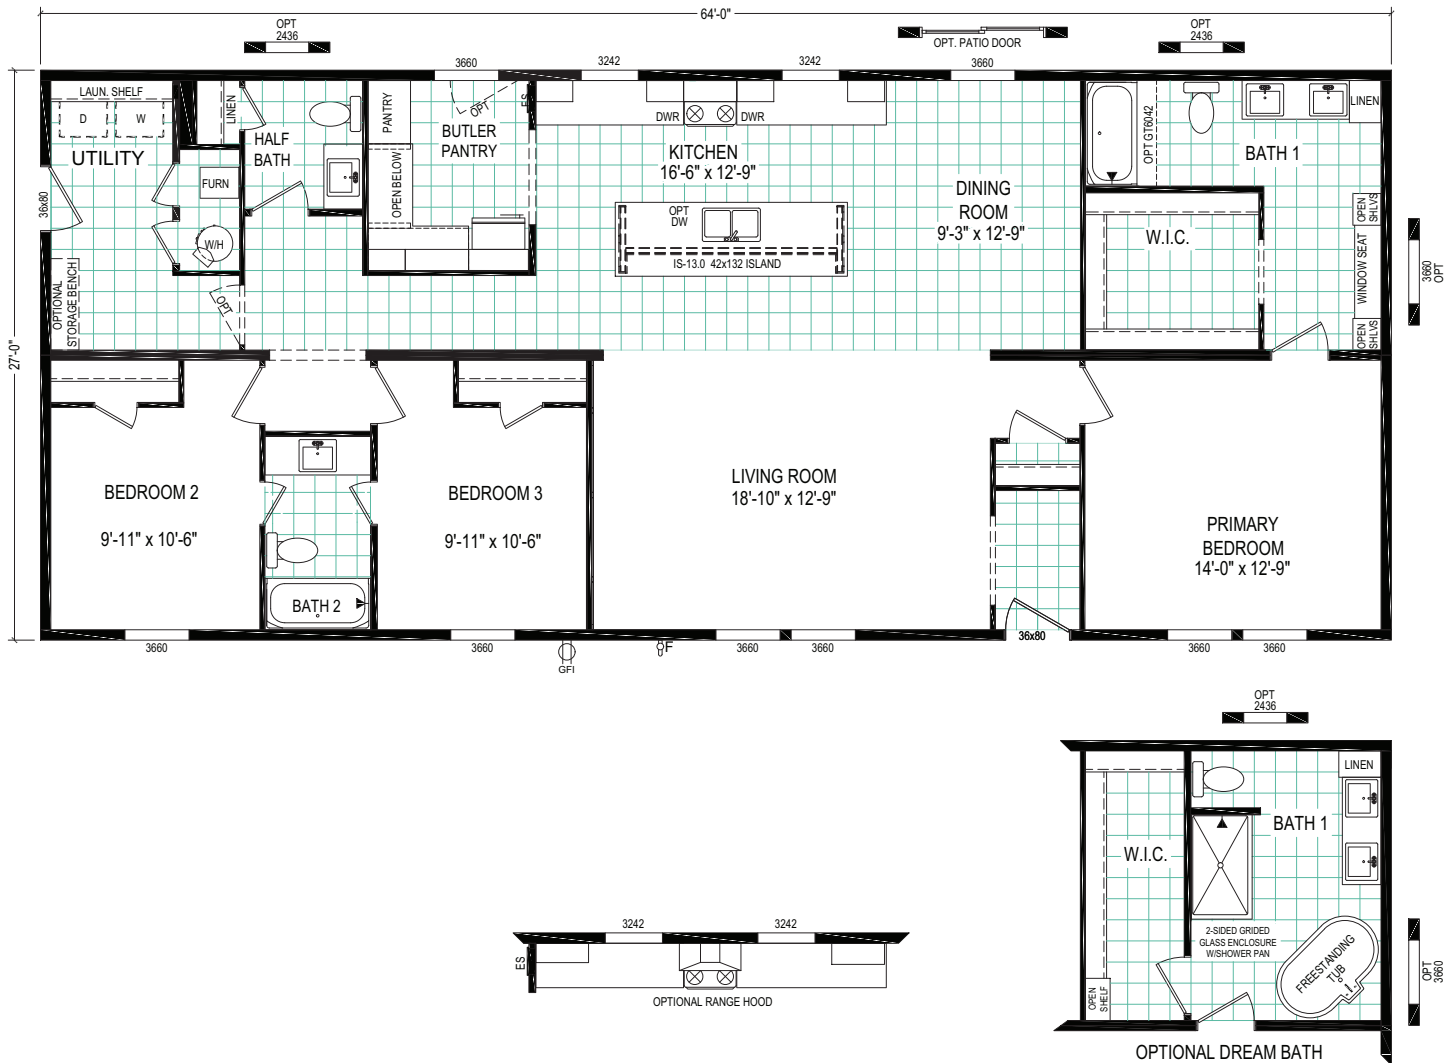 64'-0"
OPT
2436
OPT. PATIO DOOR
OPT
2436
3660
3242
3242
3660
LAUN. SHELF
D
W
UTILITY
LINEN
HALF
BATH
PANTRY
OPT
ES
BUTLER
PANTRY
OPEN BELOW
DWR
DWR
KITCHEN
16'-6" x 12'-9"
DINING
ROOM
9'-3" x 12'-9"
OPT GT6042
LINEN
BATH 1
36x80
FURN
W/H
OPT
DW
IS-13.0 42x132 ISLAND
W.I.C.
OPEN
SHLVS
WINDOW SEAT
OPEN
SHLVS
3660
OPT
OPTIONAL
STORAGE BENCH
OPT
27'-0"
BEDROOM 2
9'-11" x 10'-6"
BATH 2
BEDROOM 3
9'-11" x 10'-6"
LIVING ROOM
18'-10" x 12'-9"
PRIMARY
BEDROOM
14'-0" x 12'-9"
3660
3660
GFI
F
3660
3660
36x80
3660
3660
OPT
2436
LINEN
BATH 1
W.I.C.
2-SIDED GRIDED
GLASS ENCLOSURE
W/SHOWER PAN
FREESTANDING
TUB
OPEN
SHELF
OPT
3660
OPTIONAL DREAM BATH
3242
3242
ES
OPTIONAL RANGE HOOD